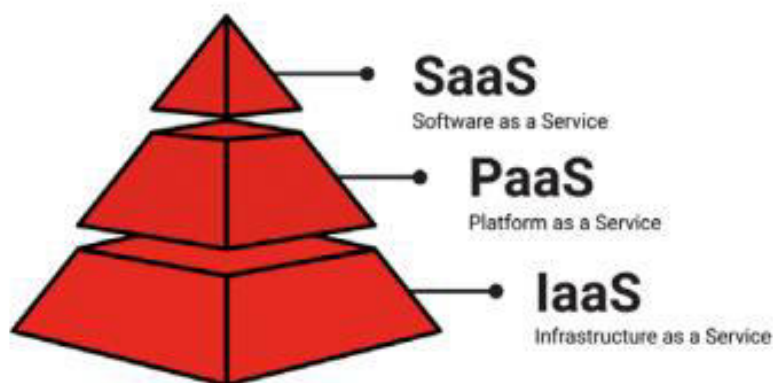 SaaS
Software as a Service
PaaS
Platform as a Service
IaaS
Infrastructure as a Service